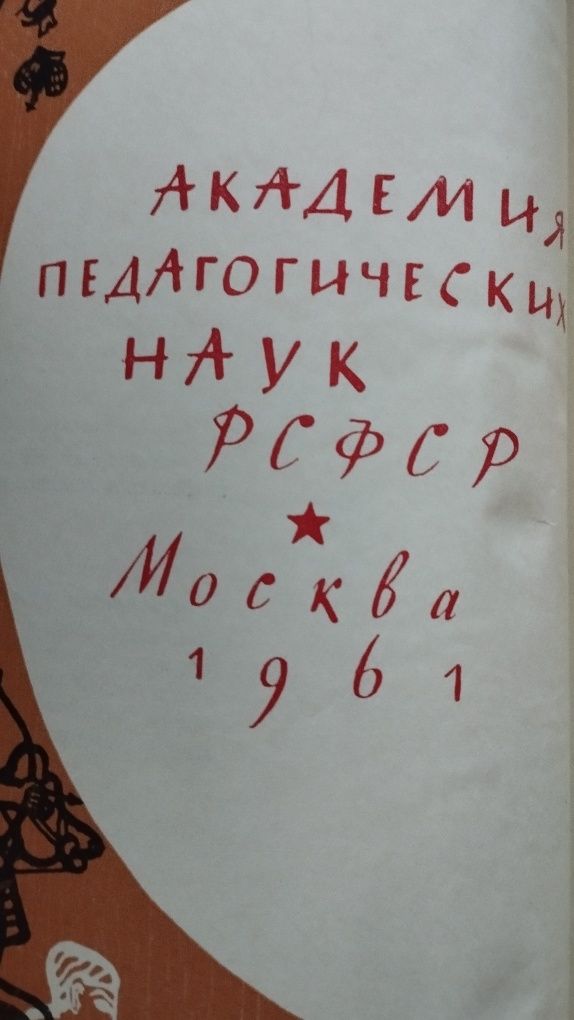 АКАДЕМИЯ
ПЕДАГОГИЧЕСКИХ
НАУК
РСФСР
Москва
1961